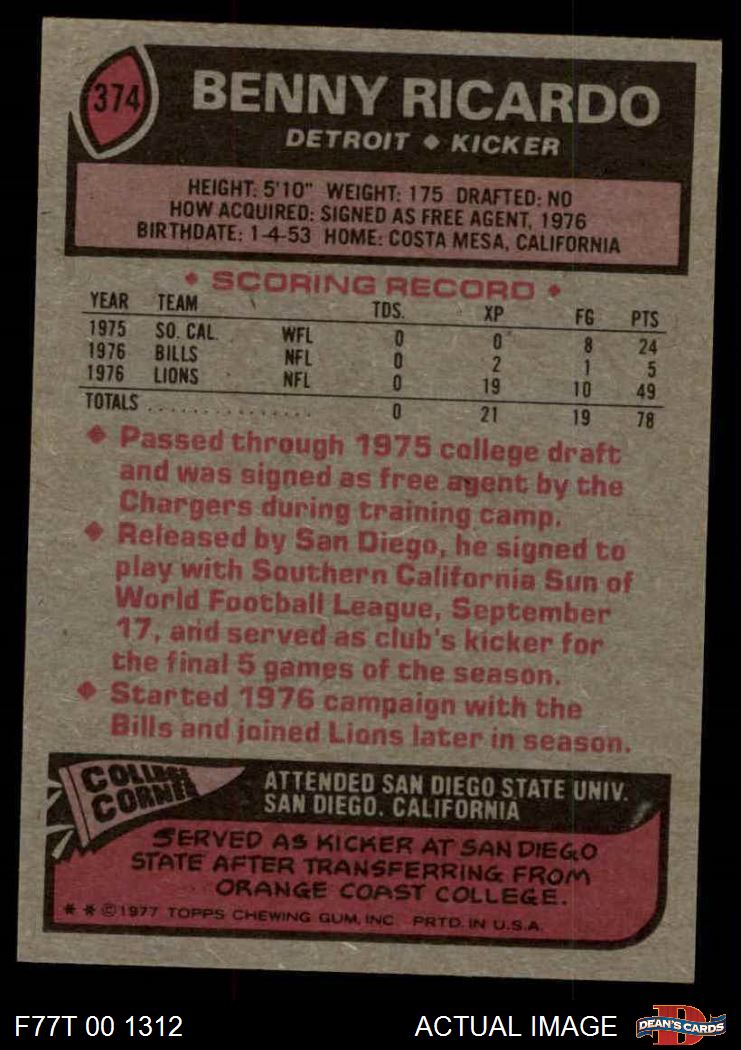 374
BENNY RICARDO
DETROIT ◆ KICKER
HEIGHT: 5'10" WEIGHT: 175 DRAFTED: NO
HOW ACQUIRED: SIGNED AS FREE AGENT, 1976
BIRTHDATE: 1-4-53 HOME: COSTA MESA, CALIFORNIA
◆ SCORING RECORD ◆
YEAR TEAM TDS. XP FG PTS
1975 SO. CAL. WFL 0 0 8 24
1976 BILLS NFL 0 2 1 5
1976 LIONS NFL 0 19 10 49
TOTALS . . . . . . . . . . . . . . 0 21 19 78
◆ Passed through 1975 college draft
and was signed as free agent by the
Chargers during training camp.
◆ Released by San Diego, he signed to
play with Southern California Sun of
World Football League, September
17, and served as club's kicker for
the final 5 games of the season.
◆ Started 1976 campaign with the
Bills and joined Lions later in season.
COLLEGE
CORNER
ATTENDED SAN DIEGO STATE UNIV.
SAN DIEGO, CALIFORNIA
SERVED AS KICKER AT SAN DIEGO
STATE AFTER TRANSFERRING FROM
ORANGE COAST COLLEGE.
* * ©1977 TOPPS CHEWING GUM, INC. PRTD. IN U.S.A.
F77T 00 1312 ACTUAL IMAGE
DEAN'S CARDS